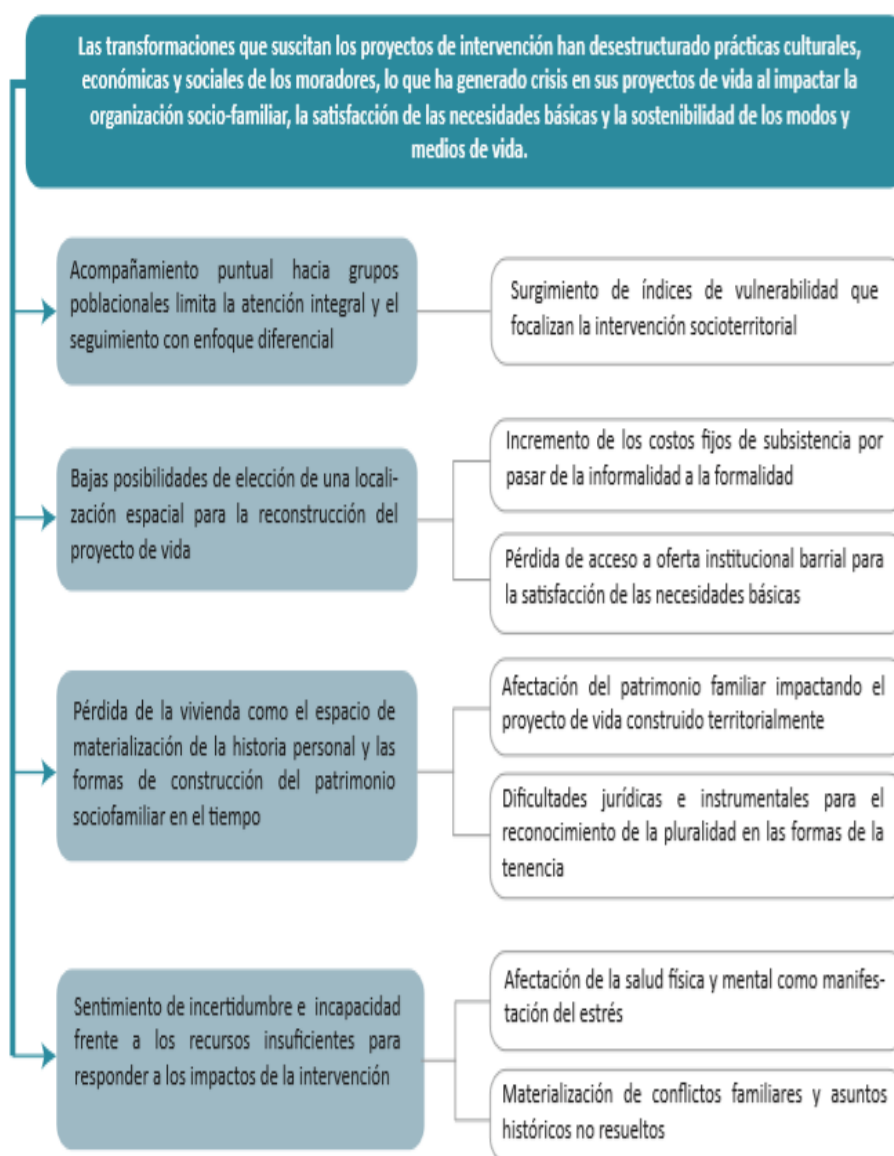 Las transformaciones que suscitan los proyectos de intervención han desestructurado prácticas culturales,
económicas y sociales de los moradores, lo que ha generado crisis en sus proyectos de vida al impactar la
organización socio-familiar, la satisfacción de las necesidades básicas y la sostenibilidad de los modos y
medios de vida.
Acompañamiento puntual hacia grupos
poblacionales limita la atención integral y el
seguimiento con enfoque diferencial
Surgimiento de índices de vulnerabilidad que
focalizan la intervención socioterritorial
Bajas posibilidades de elección de una locali-
zación espacial para la reconstrucción del
proyecto de vida
Incremento de los costos fijos de subsistencia por
pasar de la informalidad a la formalidad
Pérdida de acceso a oferta institucional barrial para
la satisfacción de las necesidades básicas
Pérdida de la vivienda como el espacio de
materialización de la historia personal y las
formas de construcción del patrimonio
sociofamiliar en el tiempo
Afectación del patrimonio familiar impactando el
proyecto de vida construido territorialmente
Dificultades jurídicas e instrumentales para el
reconocimiento de la pluralidad en las formas de la
tenencia
Sentimiento de incertidumbre e incapacidad
frente a los recursos insuficientes para
responder a los impactos de la intervención
Afectación de la salud física y mental como manifes-
tación del estrés
Materialización de conflictos familiares y asuntos
históricos no resueltos